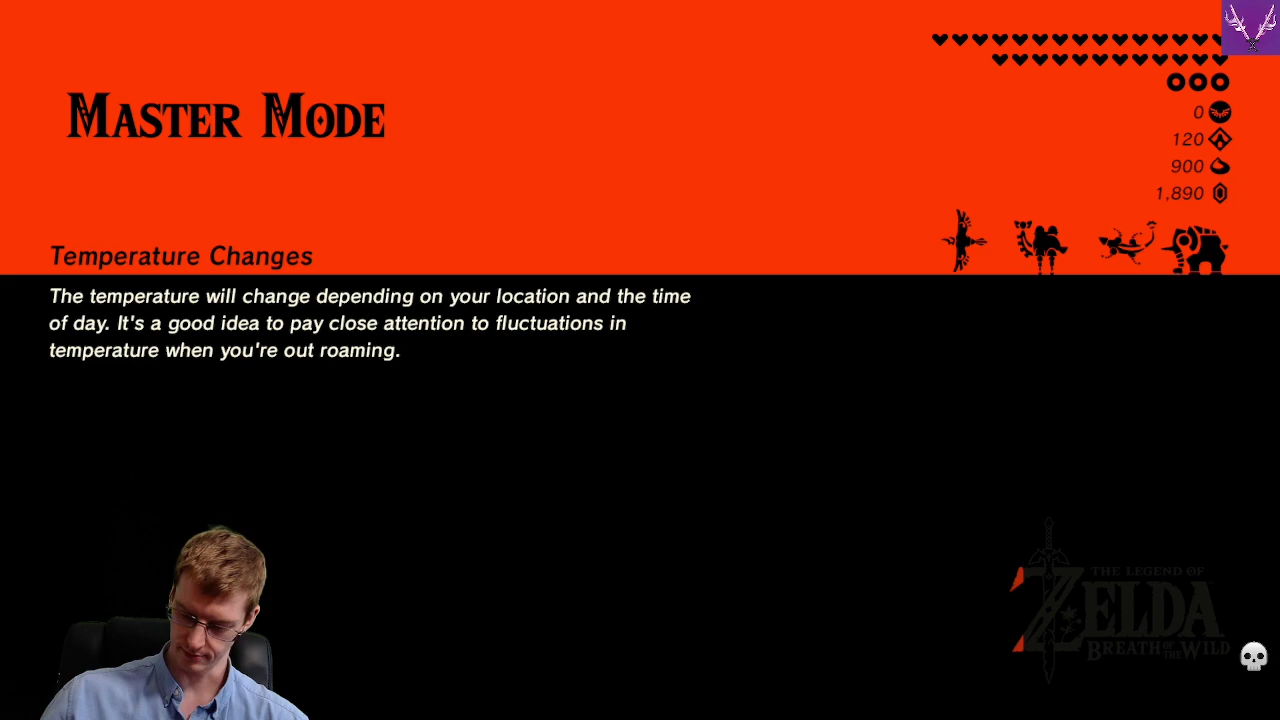 MASTER MODE
0
120
900
1,890
Temperature Changes
The temperature will change depending on your location and the time
of day. It's a good idea to pay close attention to fluctuations in
temperature when you're out roaming.
THE LEGEND OF
ZELDA
BREATH OF THE WILD